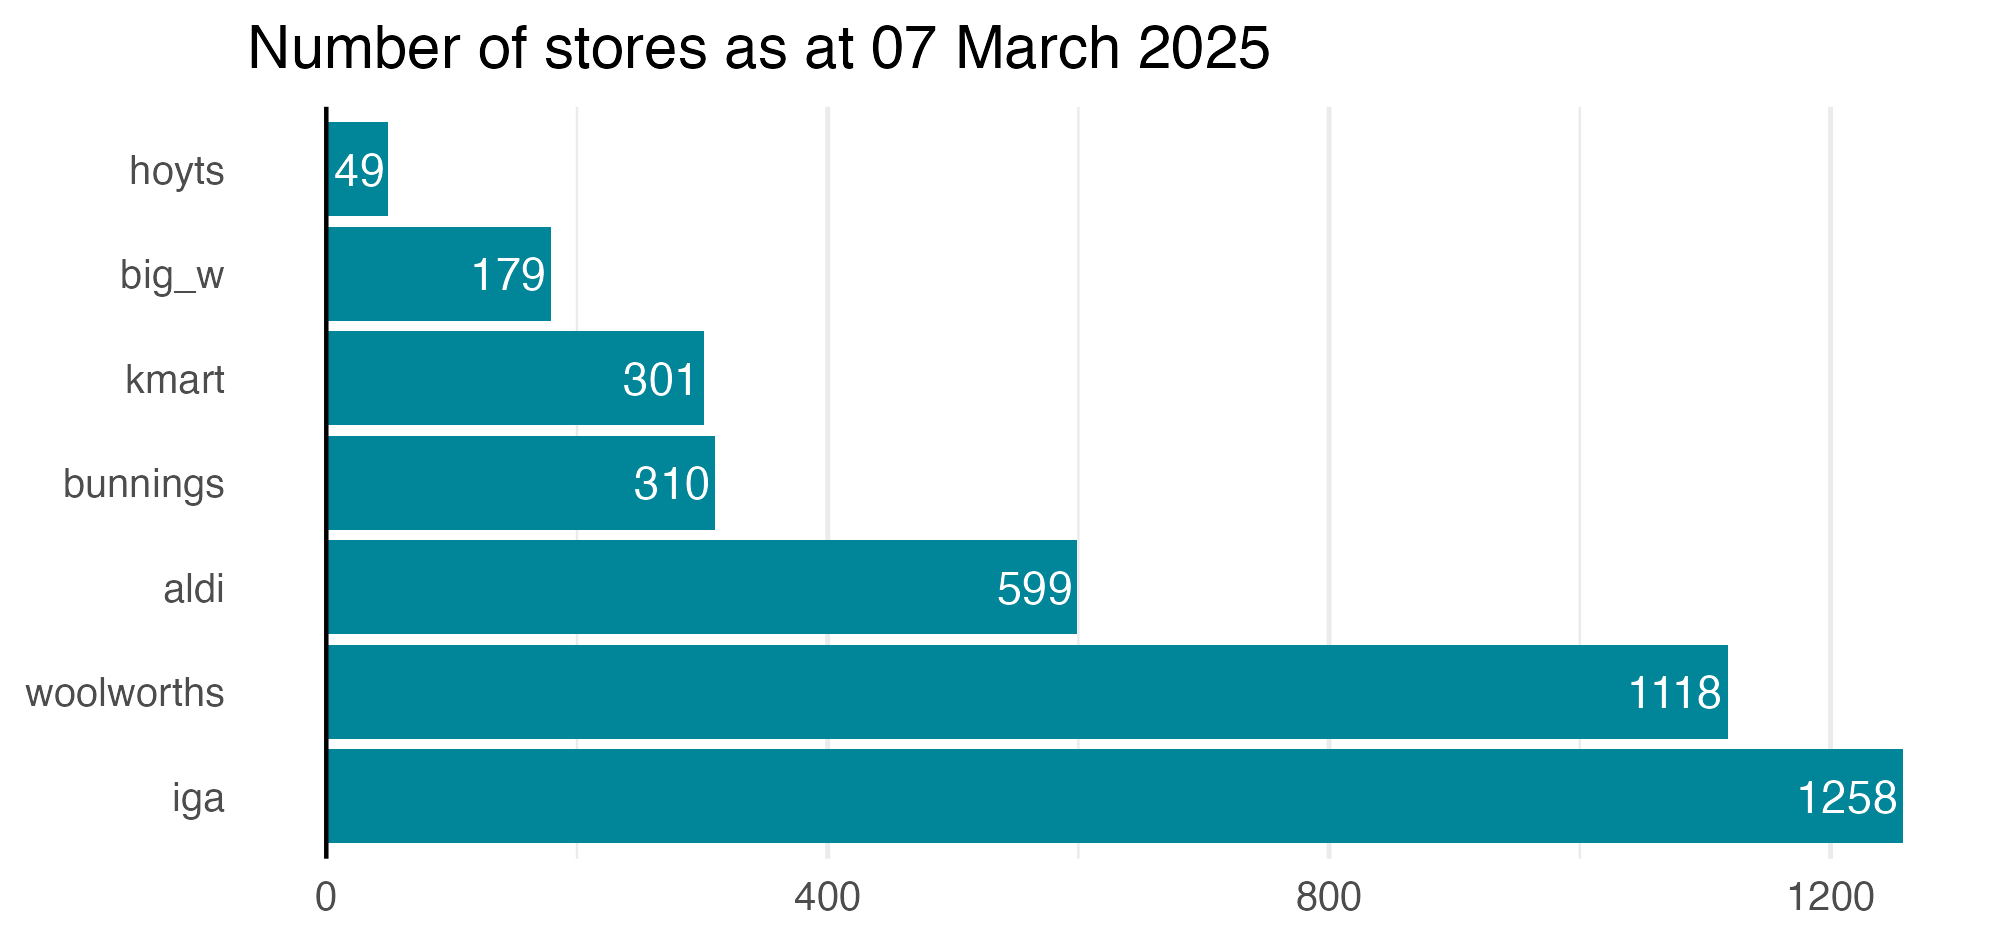 Number of stores as at 07 March 2025
hoyts 49
big_w 179
kmart 301
bunnings 310
aldi 599
woolworths 1118
iga 1258
0 400 800 1200